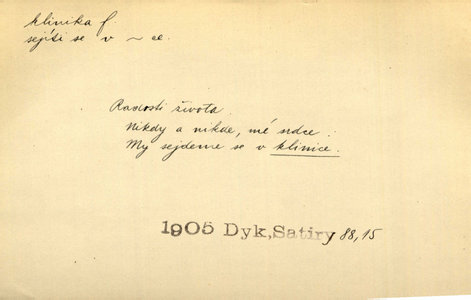 klinika f.
sejíti se v ~ ce.
Radosti života.
Nikdy a nikde, mé srdce.
My sejdeme se v klinice.
1905 Dyk, Satiry 88,15